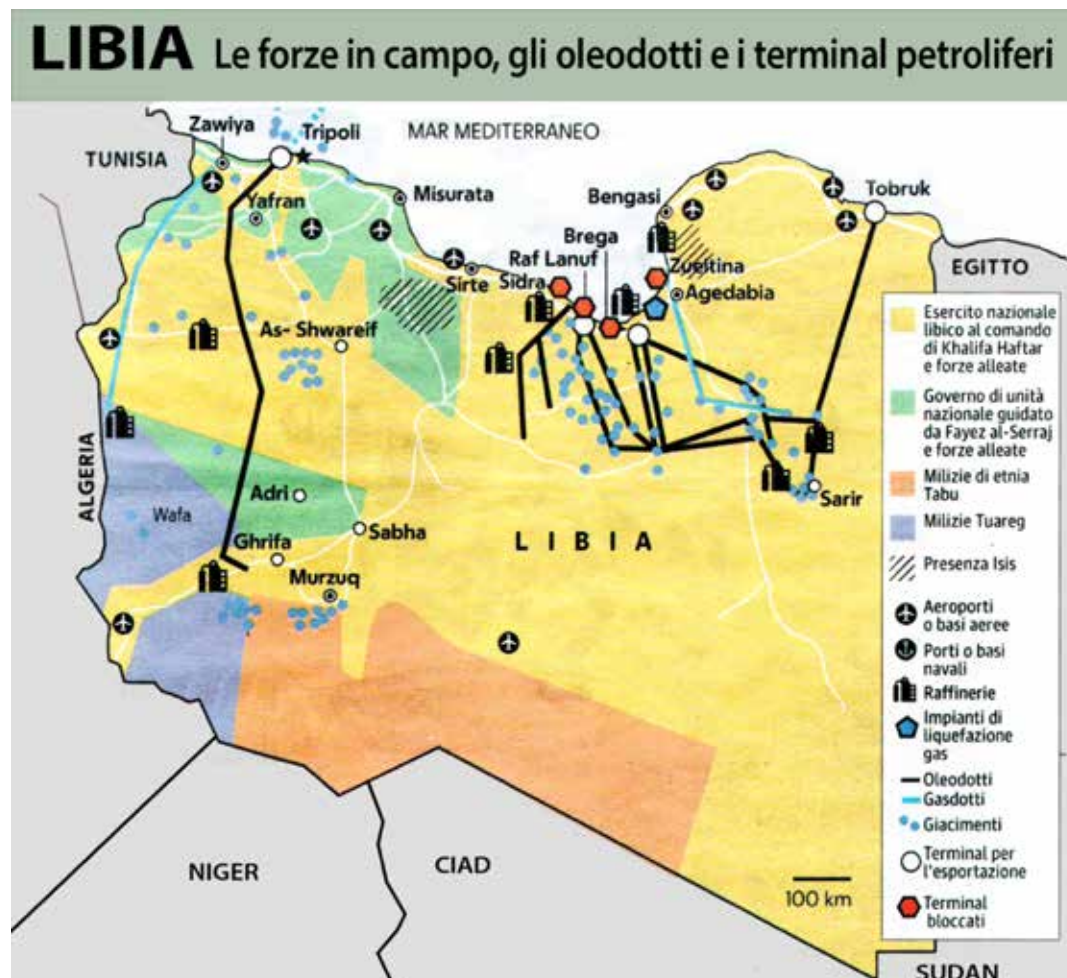 LIBIA Le forze in campo, gli oleodotti e i terminal petroliferi
Zawiya
Tripoli
MAR MEDITERRANEO
TUNISIA
Misurata
Bengasi
Tobruk
Yafran
Brega
Raf Lanuf
Zueitina
Sidra
Sirte
EGITTO
Agedabia
As- Shwareif
ALGERIA
Adri
Wafa
Sabha
Sarir
Ghrifa
LIBIA
Murzuq
NIGER
CIAD
SUDAN
100 km
Esercito nazionale
libico al comando
di Khalifa Haftar
e forze alleate
Governo di unità
nazionale guidato
da Fayez al-Serraj
e forze alleate
Milizie di etnia
Tabu
Milizie Tuareg
Presenza Isis
Aeroporti
o basi aeree
Porti o basi
navali
Raffinerie
Impianti di
liquefazione
gas
Oleodotti
Gasdotti
Giacimenti
Terminal per
l'esportazione
Terminal
bloccati